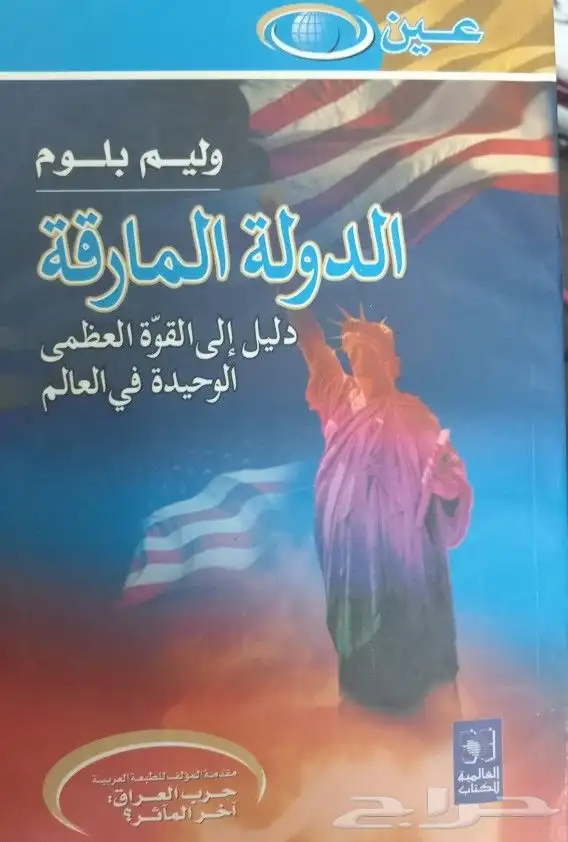 عين
وليم بلوم
الدولة المارقة
دليل إلى القوّة العظمى
الوحيدة في العالم
مقدمة المؤلف للطبعة العربية
حرب العراق:
آخر المآثر؟
العالمية
للكتاب
حراج